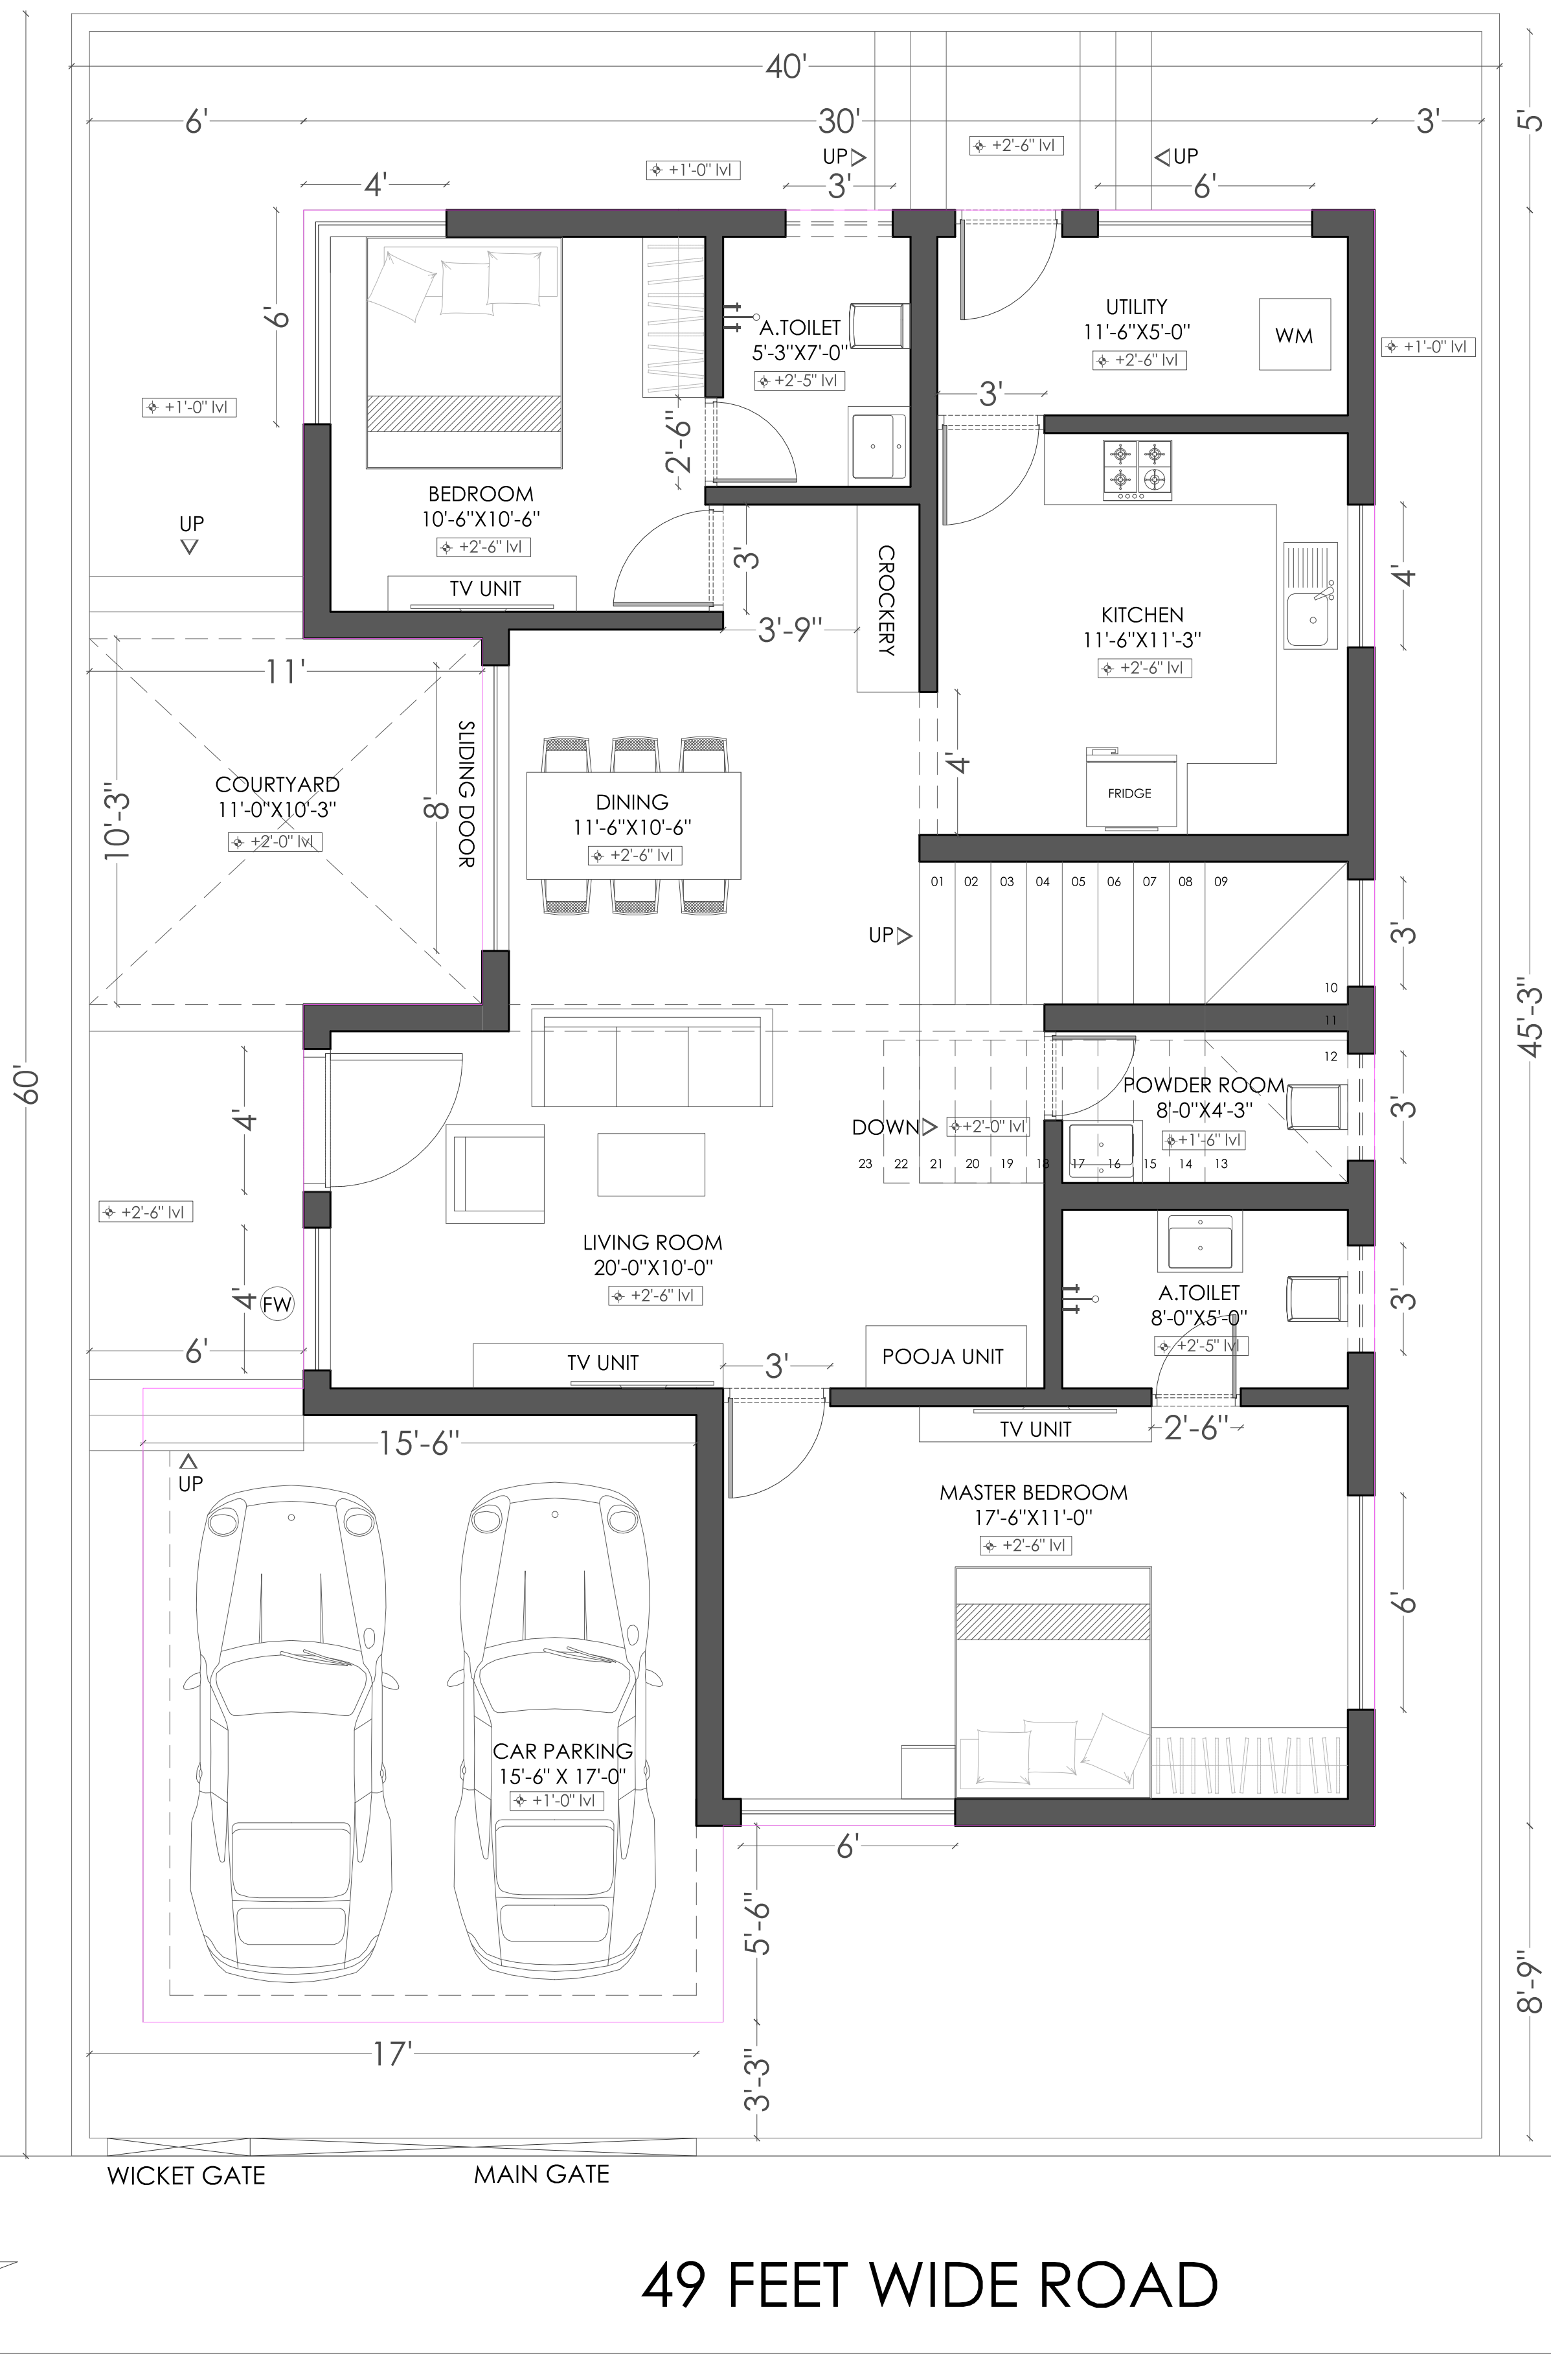 40'
6'
30'
3'
5'
UP
+2'-6" lvl
UP
+1'-0" lvl
4'
3'
6'
6'
A.TOILET
5'-3"X7'-0"
+2'-5" lvl
UTILITY
11'-6"X5'-0"
+2'-6" lvl
WM
+1'-0" lvl
+1'-0" lvl
3'
2'-6"
BEDROOM
10'-6"X10'-6"
+2'-6" lvl
UP
TV UNIT
3'
CROCKERY
3'-9"
KITCHEN
11'-6"X11'-3"
+2'-6" lvl
4'
11'
SLIDING DOOR
COURTYARD
11'-0"X10'-3"
+2'-0" lvl
10'-3"
8'
DINING
11'-6"X10'-6"
+2'-6" lvl
4'
FRIDGE
01
02
03
04
05
06
07
08
09
UP
3'
10
11
12
45'-3"
60'
4'
POWDER ROOM
8'-0"X4'-3"
+1'-6" lvl
3'
DOWN
+2'-0" lvl
23
22
21
20
19
18
17
16
15
14
13
+2'-6" lvl
LIVING ROOM
20'-0"X10'-0"
+2'-6" lvl
4'
FW
A.TOILET
8'-0"X5'-0"
+2'-5" lvl
3'
6'
TV UNIT
3'
POOJA UNIT
TV UNIT
2'-6"
15'-6"
UP
MASTER BEDROOM
17'-6"X11'-0"
+2'-6" lvl
6'
CAR PARKING
15'-6" X 17'-0"
+1'-0" lvl
6'
5'-6"
8'-9"
17'
3'-3"
WICKET GATE
MAIN GATE
49 FEET WIDE ROAD